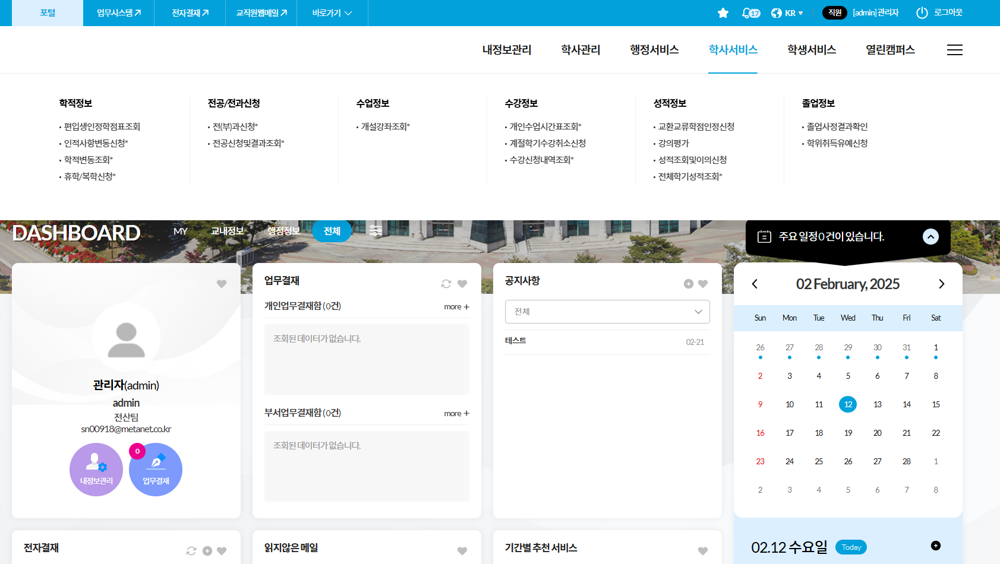 포털 업무시스템 전자결재 교직원웹메일 바로가기 17 KR 직원 [admin] 관리자 로그아웃
내정보관리 학사관리 행정서비스 학사서비스 학생서비스 열린캠퍼스
학적정보 전공/전과신청 수업정보 수강정보 성적정보 졸업정보
· 편입생인정학점표조회 · 전(부)과신청* · 개설강좌조회* · 개인수업시간표조회* · 교환교류학점인정신청 · 졸업사정결과확인
· 인적사항변동신청* · 전공신청및결과조회* · 계절학기수강취소신청 · 강의평가 · 학위취득유예신청
· 학적변동조회* · 수강신청내역조회* · 성적조회및이의신청
· 휴학/복학신청* · 전체학기성적조회*
DASHBOARD MY 교내정보 행정정보 전체
주요 일정 0 건이 있습니다.
관리자(admin)
admin
전산팀
sn00918@metanet.co.kr
내정보관리
0
업무결재
업무결재
개인업무결재함 (0건) more +
조회된 데이터가 없습니다.
부서업무결재함 (0건) more +
조회된 데이터가 없습니다.
공지사항
전체
테스트 02-21
02 February, 2025
Sun Mon Tue Wed Thu Fri Sat
26 27 28 29 30 31 1
2 3 4 5 6 7 8
9 10 11 12 13 14 15
16 17 18 19 20 21 22
23 24 25 26 27 28 1
2 3 4 5 6 7 8
전자결재
읽지않은 메일
기간별 추천 서비스
02.12 수요일 Today